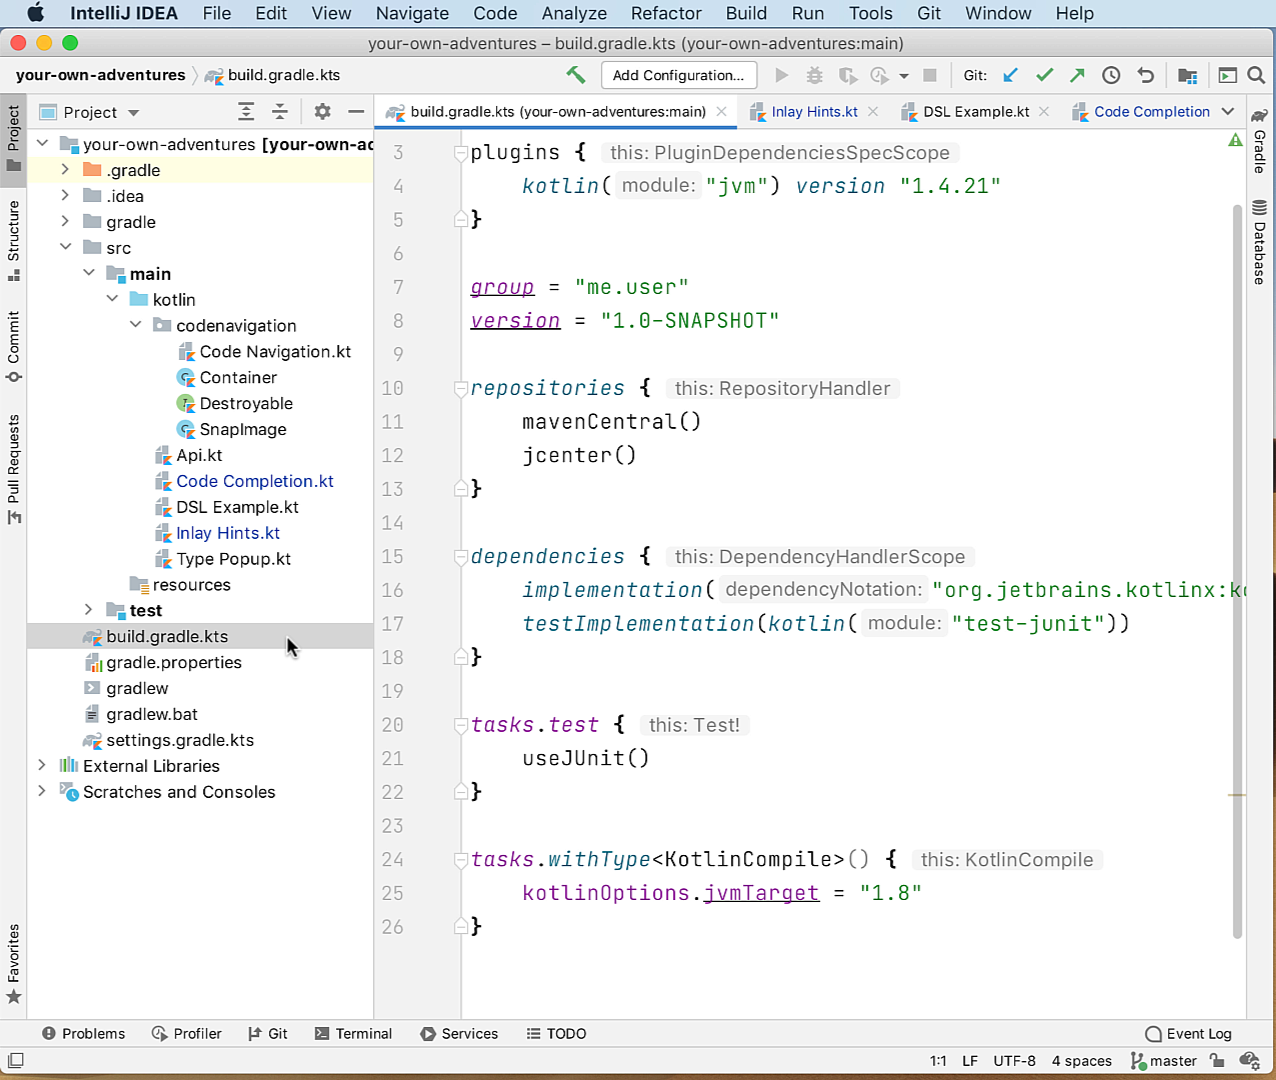 IntelliJ IDEA File Edit View Navigate Code Analyze Refactor Build Run Tools Git Window Help
your-own-adventures – build.gradle.kts (your-own-adventures:main)
your-own-adventures build.gradle.kts Add Configuration... Git:
Project
build.gradle.kts (your-own-adventures:main) Inlay Hints.kt DSL Example.kt Code Completion
Project
Structure
Commit
Pull Requests
Favorites
your-own-adventures [your-own-ad
.gradle
.idea
gradle
src
main
kotlin
codenavigation
Code Navigation.kt
Container
Destroyable
SnapImage
Api.kt
Code Completion.kt
DSL Example.kt
Inlay Hints.kt
Type Popup.kt
resources
test
build.gradle.kts
gradle.properties
gradlew
gradlew.bat
settings.gradle.kts
External Libraries
Scratches and Consoles
3 plugins { this: PluginDependenciesSpecScope
4 kotlin( module: "jvm") version "1.4.21"
5 }
6
7 group = "me.user"
8 version = "1.0-SNAPSHOT"
9
10 repositories { this: RepositoryHandler
11 mavenCentral()
12 jcenter()
13 }
14
15 dependencies { this: DependencyHandlerScope
16 implementation( dependencyNotation: "org.jetbrains.kotlinx:ko
17 testImplementation(kotlin( module: "test-junit"))
18 }
19
20 tasks.test { this: Test!
21 useJUnit()
22 }
23
24 tasks.withType<KotlinCompile>() { this: KotlinCompile
25 kotlinOptions.jvmTarget = "1.8"
26 }
Gradle
Database
Problems Profiler Git Terminal Services TODO Event Log
1:1 LF UTF-8 4 spaces master